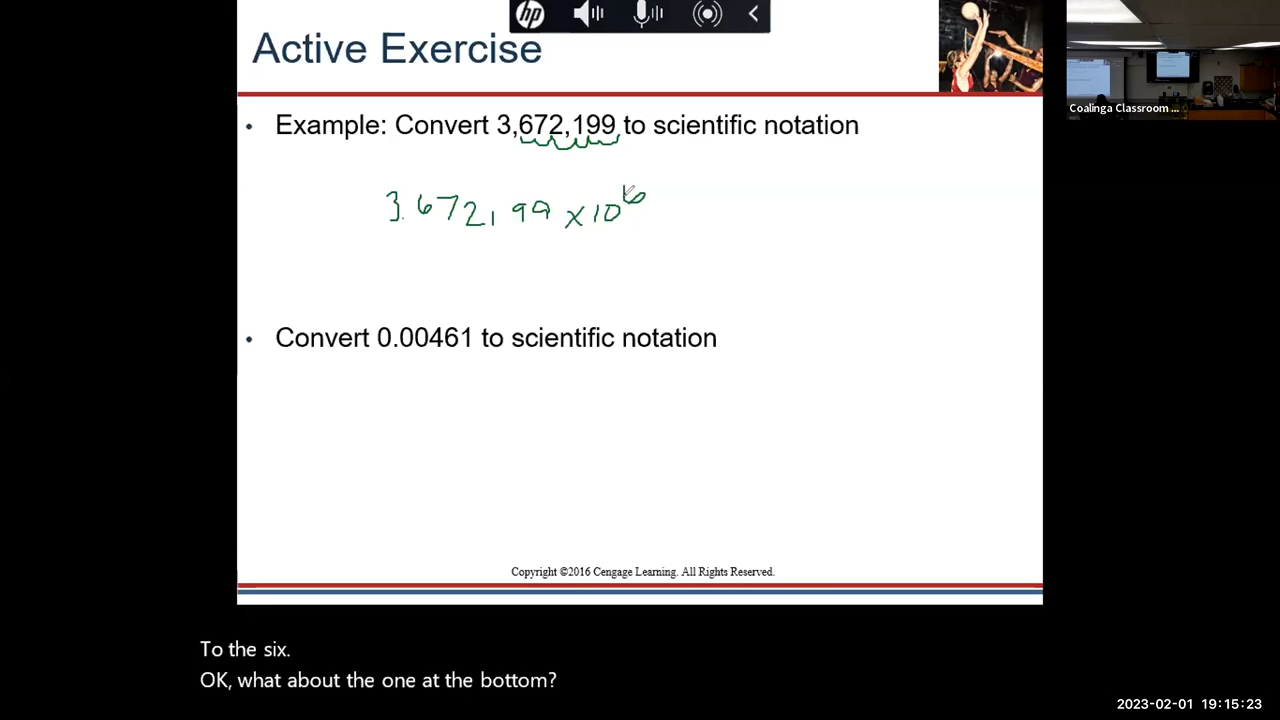 hp
Active Exercise
Coalinga Classroom ...
• Example: Convert 3,672,199 to scientific notation
3.672199 x 10^6
• Convert 0.00461 to scientific notation
Copyright ©2016 Cengage Learning. All Rights Reserved.
To the six.
OK, what about the one at the bottom?
2023-02-01 19:15:23